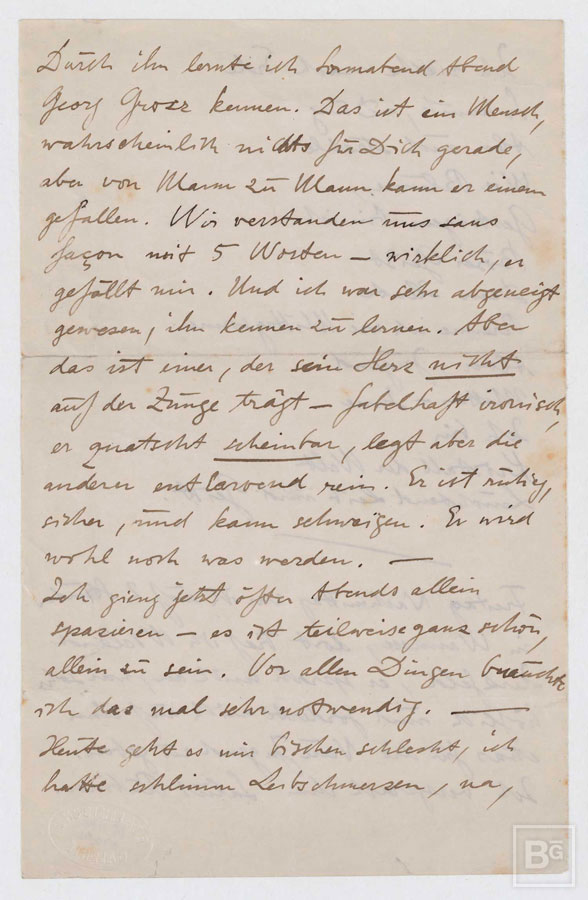 Durch ihn lernte ich Sonnabend Abend
Georg Grosz kennen. Das ist ein Mensch,
wahrscheinlich nichts für Dich gerade,
aber von Mann zu Mann kann er einem
gefallen. Wir verstanden uns sans
façon mit 5 Worten – wirklich, er
gefällt mir. Und ich war sehr abgeneigt
gewesen, ihn kennen zu lernen. Aber
das ist einer, der sein Herz nicht
auf der Zunge trägt – fabelhaft ironisch,
er quatscht scheinbar, legt aber die
anderen entlarvend rein. Er ist ruhig,
sicher, und kann schweigen. Er wird
wohl noch was werden. —
Ich gieng jetzt öfter Abends allein
spazieren – es ist teilweise ganz schön,
allein zu sein. Vor allen Dingen brauchte
ich das mal sehr notwendig. —
Heute geht es mir bischen schlecht, ich
hatte schlimm Leibschmerzen, na,
BG